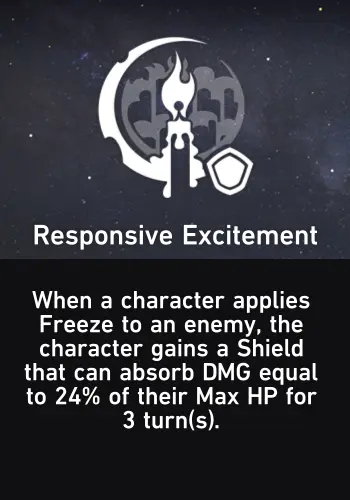 Responsive Excitement
When a character applies
Freeze to an enemy, the
character gains a Shield
that can absorb DMG equal
to 24% of their Max HP for
3 turn(s).